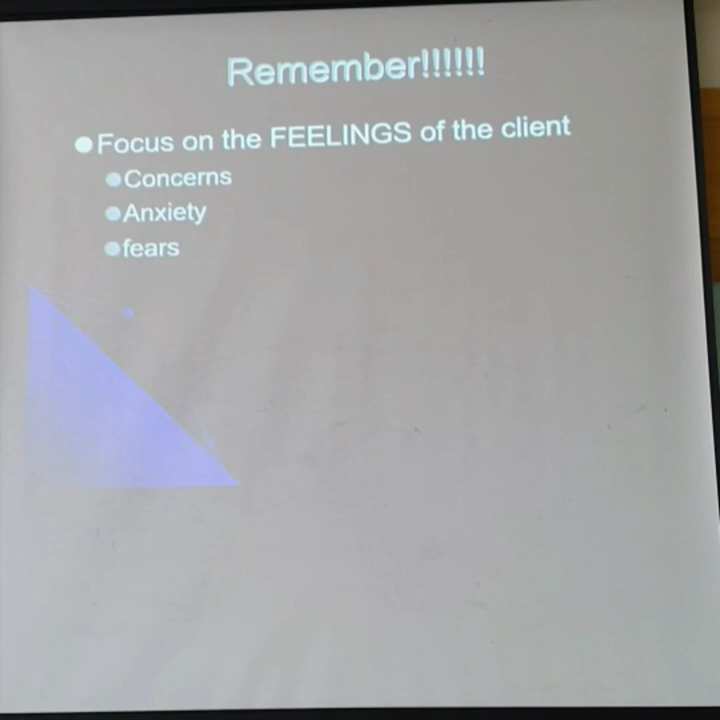 Remember!!!!!!
Focus on the FEELINGS of the client
Concerns
Anxiety
fears